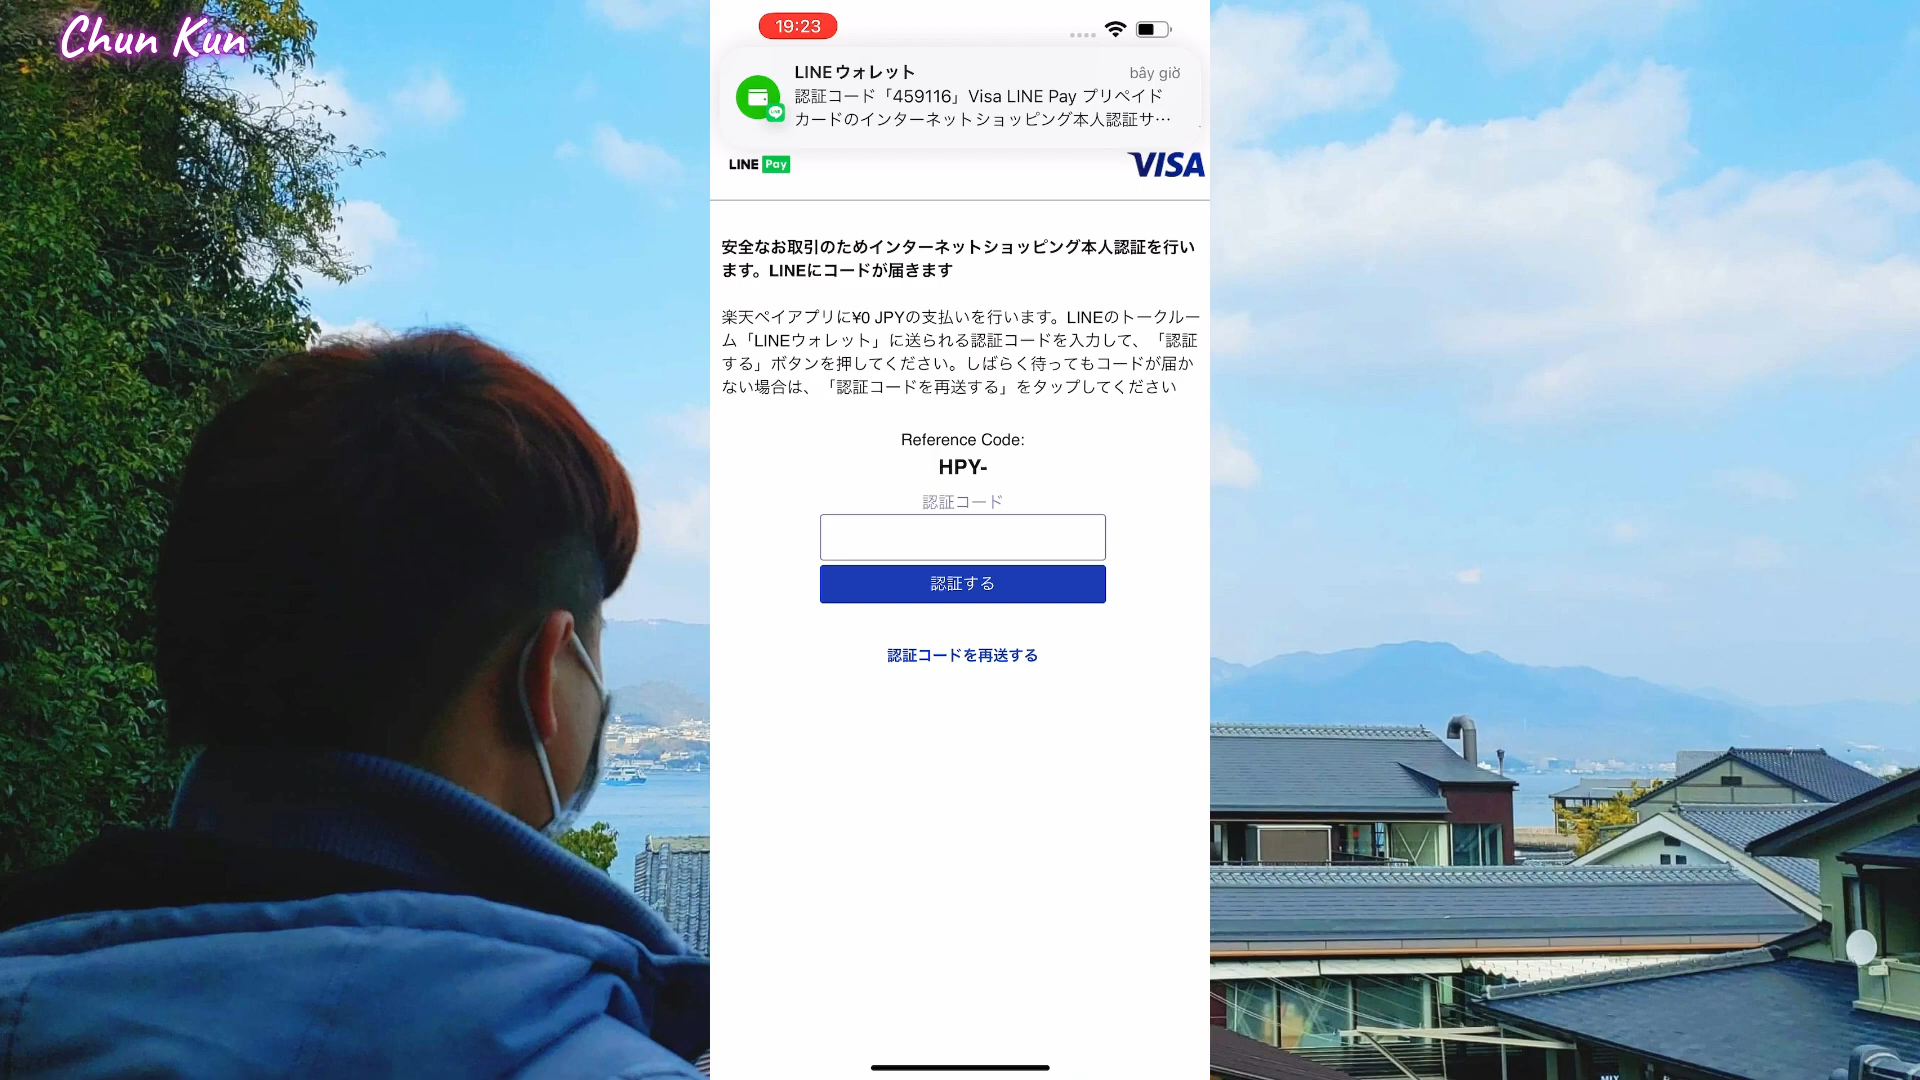 Chun Kun
19:23
LINEウォレット
bây giờ
認証コード「459116」Visa LINE Pay プリペイド
カードのインターネットショッピング本人認証サ…
LINE Pay
VISA
安全なお取引のためインターネットショッピング本人認証を行い
ます。LINEにコードが届きます
楽天ペイアプリに¥0 JPYの支払いを行います。LINEのトークルー
ム「LINEウォレット」に送られる認証コードを入力して、「認証
する」ボタンを押してください。しばらく待ってもコードが届か
ない場合は、「認証コードを再送する」をタップしてください
Reference Code:
HPY-
認証コード
認証する
認証コードを再送する